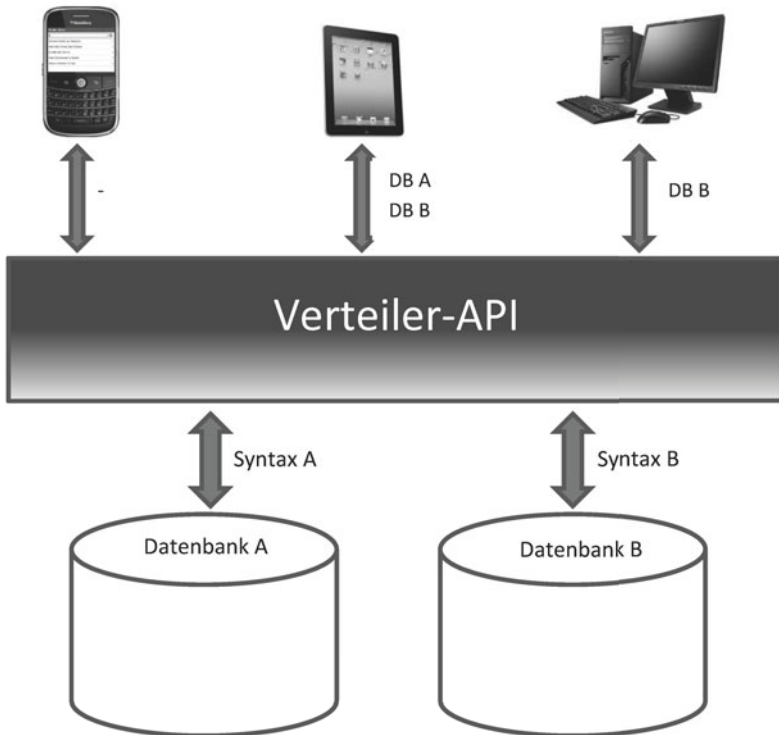 -
DB A
DB B
DB B
Verteiler-API
Syntax A
Syntax B
Datenbank A
Datenbank B